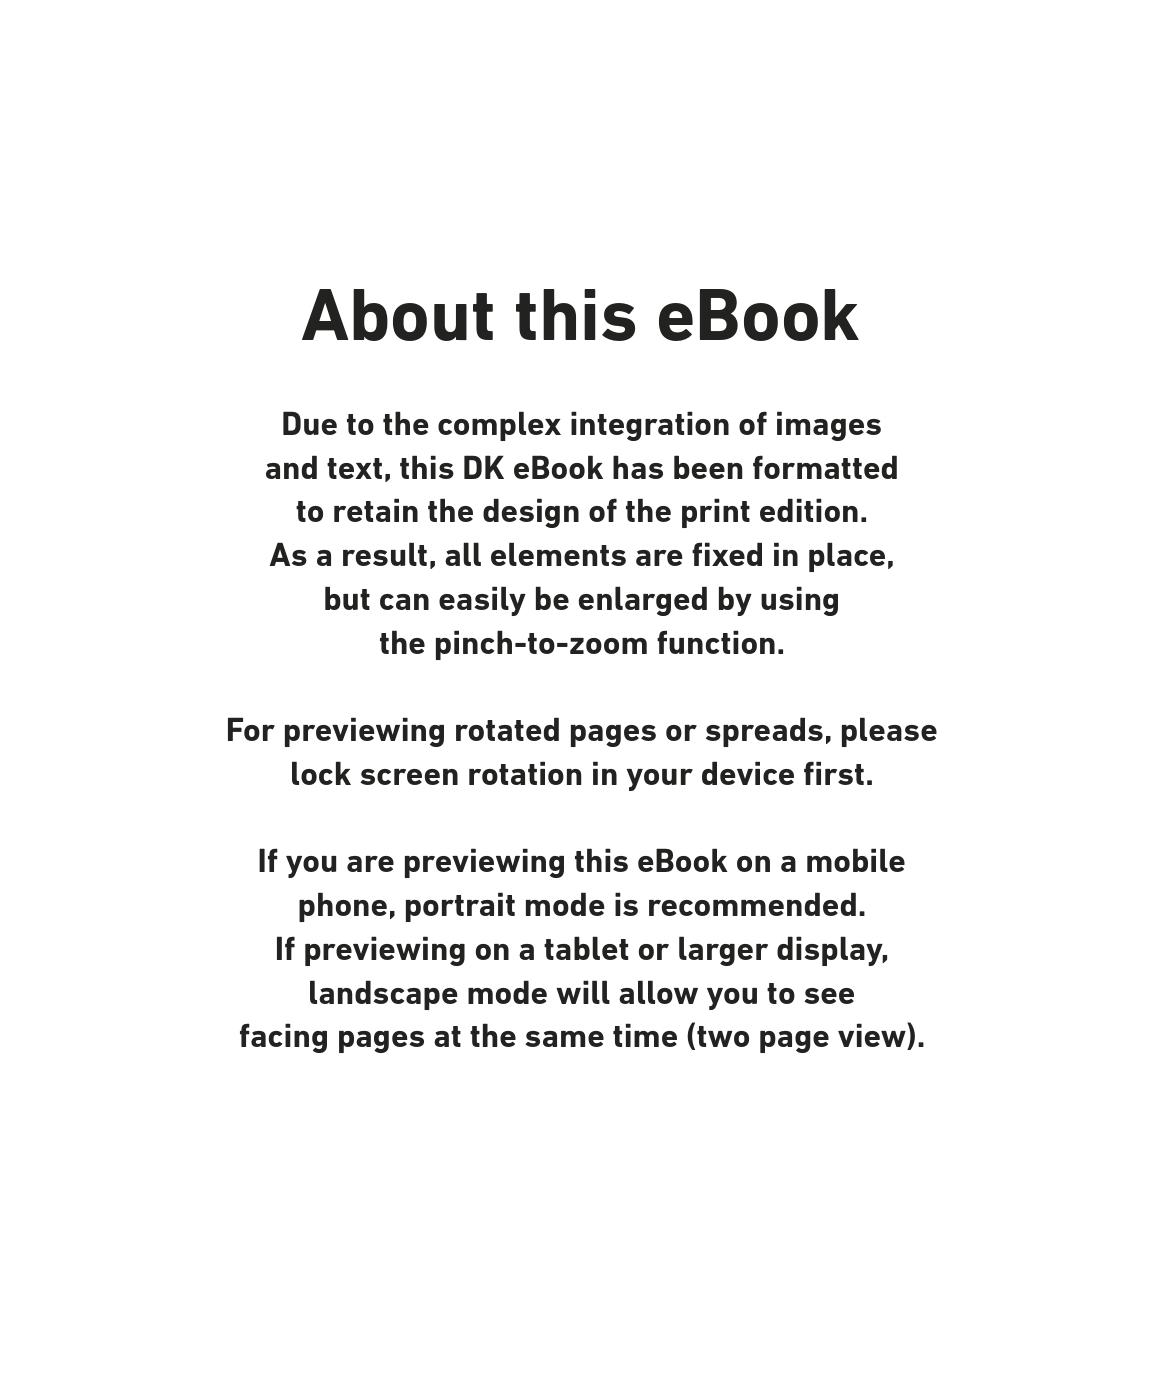 About this eBook
Due to the complex integration of images
and text, this DK eBook has been formatted
to retain the design of the print edition.
As a result, all elements are fixed in place,
but can easily be enlarged by using
the pinch-to-zoom function.
For previewing rotated pages or spreads, please
lock screen rotation in your device first.
If you are previewing this eBook on a mobile
phone, portrait mode is recommended.
If previewing on a tablet or larger display,
landscape mode will allow you to see
facing pages at the same time (two page view).